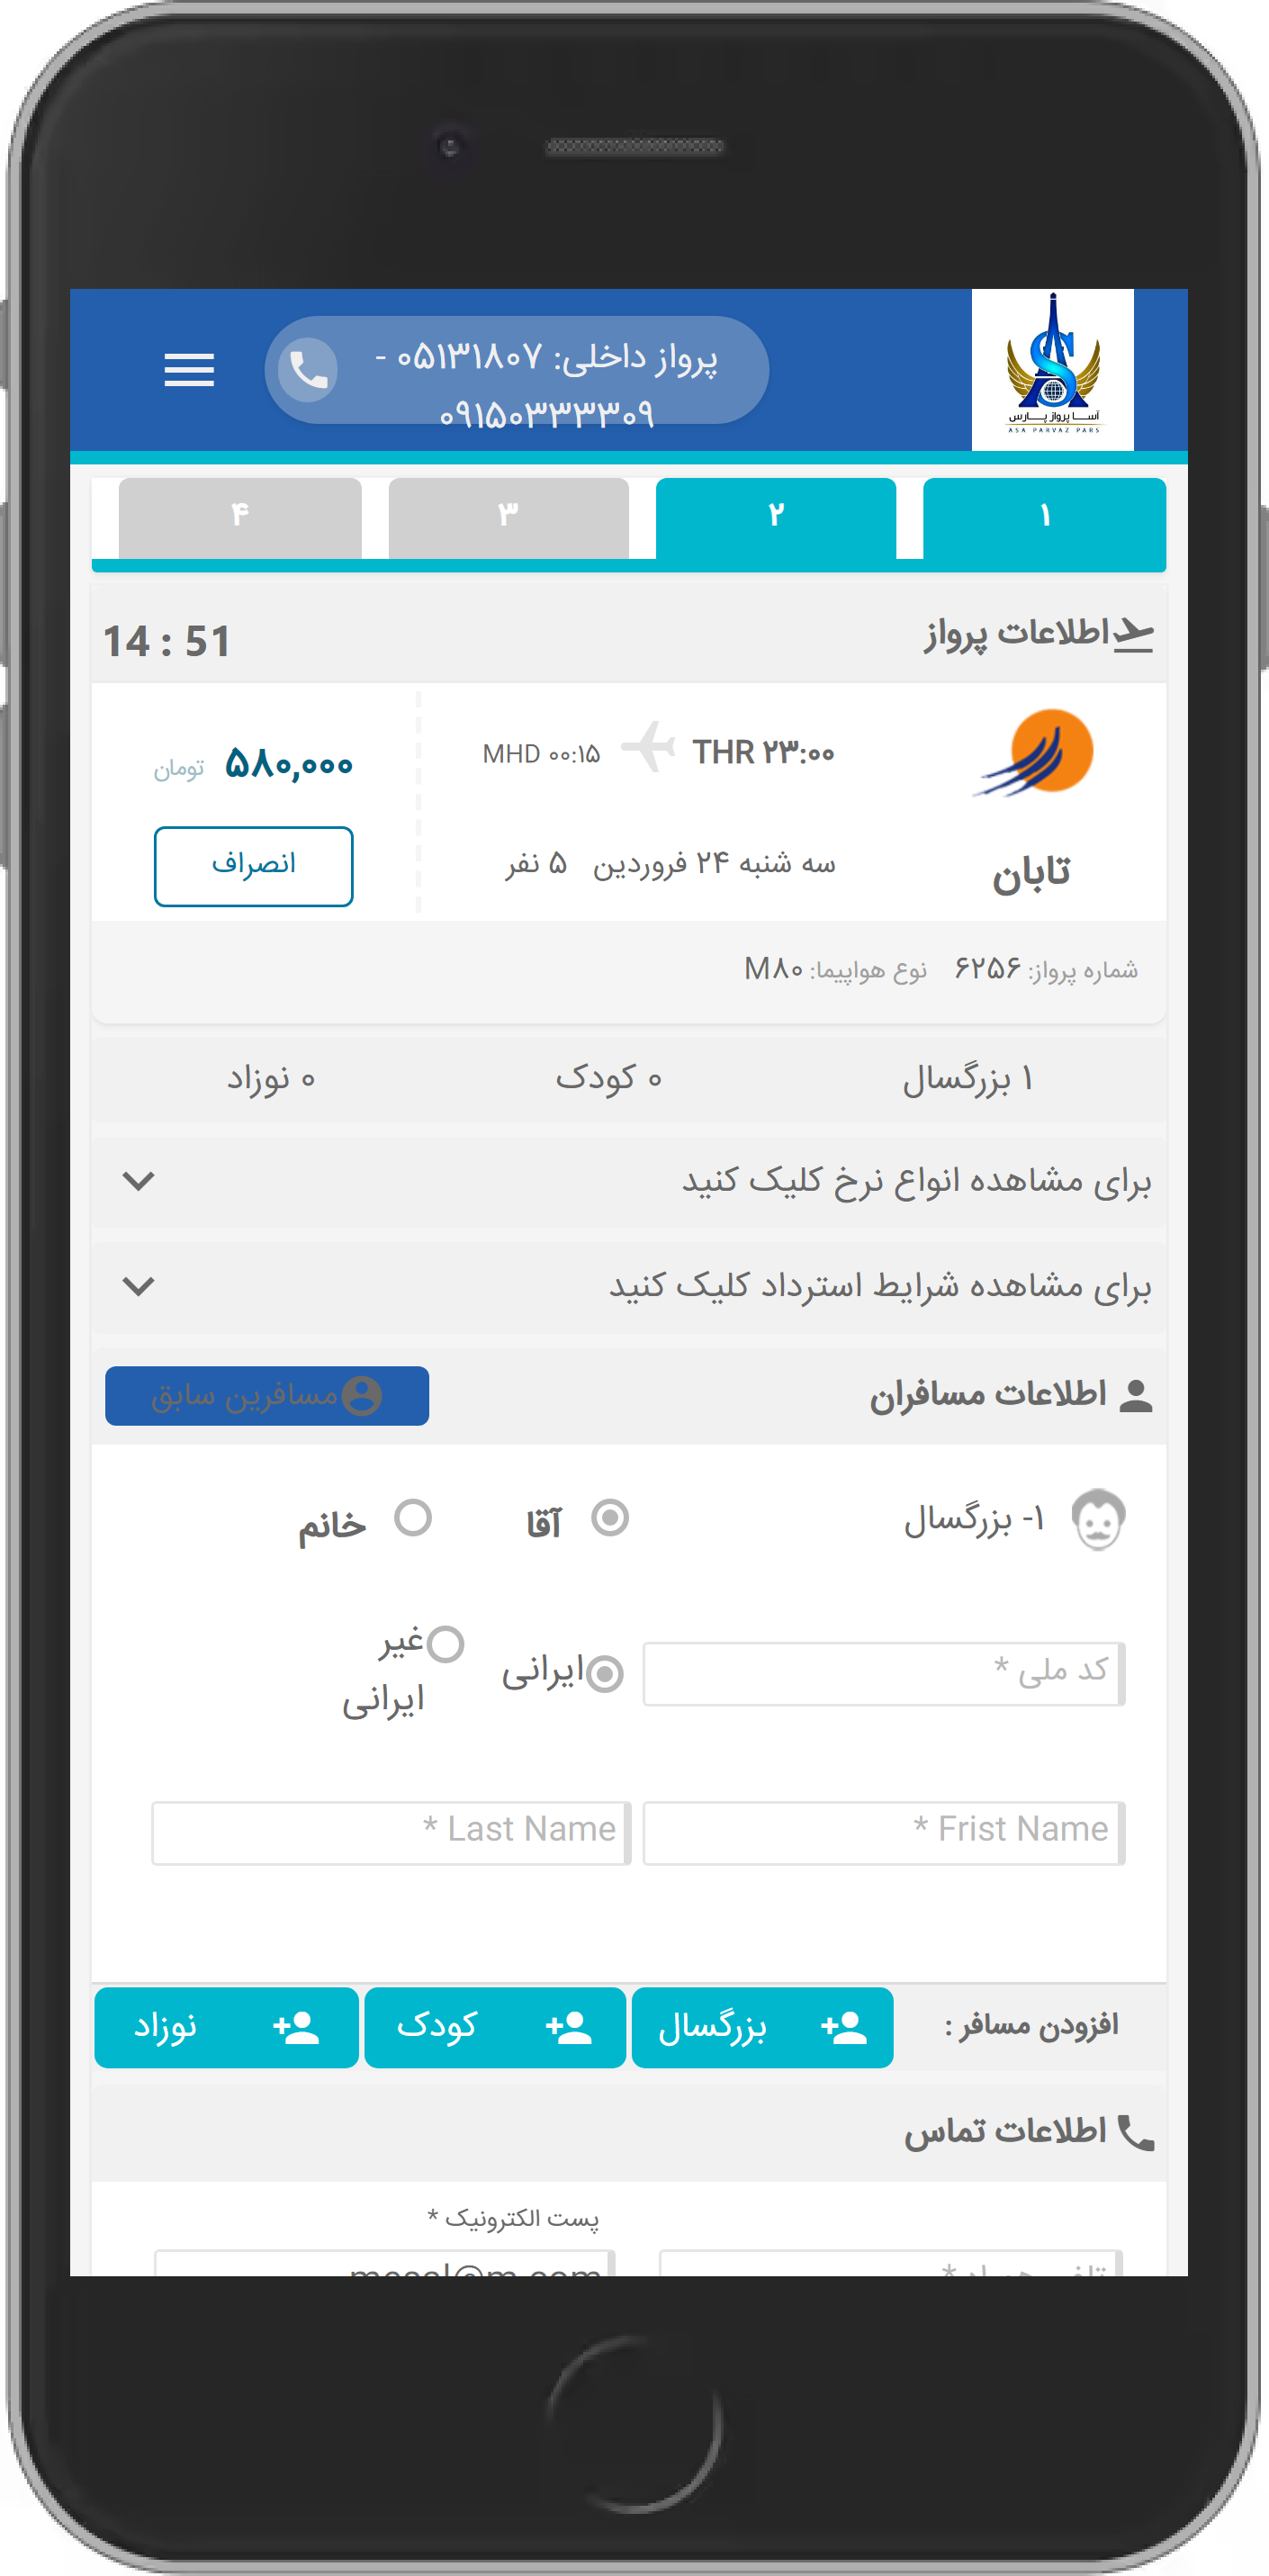 پرواز داخلی: ۰۵۱۳۱۸۰۷ -
۰۹۱۵۰۳۳۳۳۰۹
آسا پرواز پارس
ASA PARVAZ PARS
۱
۲
۳
۴
اطلاعات پرواز
14 : 51
THR ۲۳:۰۰
MHD ۰۰:۱۵
۵۸۰,۰۰۰ تومان
تابان
سه شنبه ۲۴ فروردین ۵ نفر
انصراف
شماره پرواز: ۶۲۵۶ نوع هواپیما: M۸۰
۱ بزرگسال
۰ کودک
۰ نوزاد
برای مشاهده انواع نرخ کلیک کنید
برای مشاهده شرایط استرداد کلیک کنید
اطلاعات مسافران
مسافرین سابق
۱- بزرگسال
آقا
خانم
کد ملی *
ایرانی
غیر
ایرانی
Frist Name *
Last Name *
افزودن مسافر :
بزرگسال
کودک
نوزاد
اطلاعات تماس
پست الکترونیک *